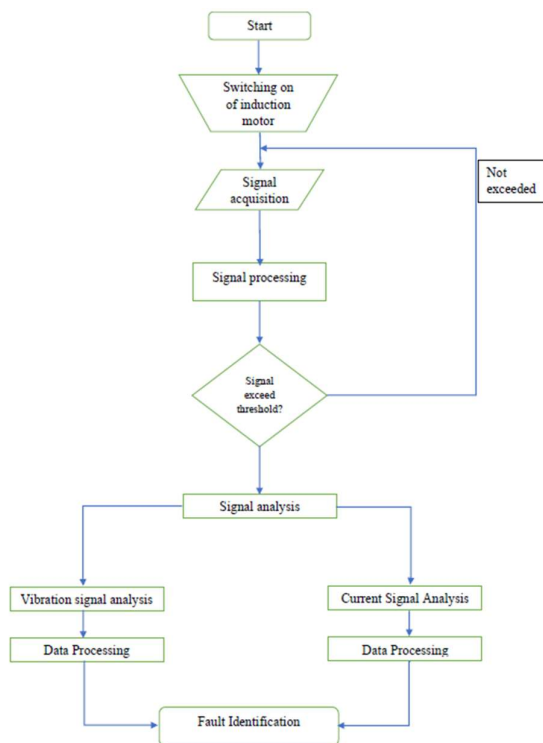 Start
Switching on
of induction
motor
Not
exceeded
Signal
acquisition
Signal processing
Signal
exceed
threshold?
Signal analysis
Vibration signal analysis
Current Signal Analysis
Data Processing
Data Processing
Fault Identification